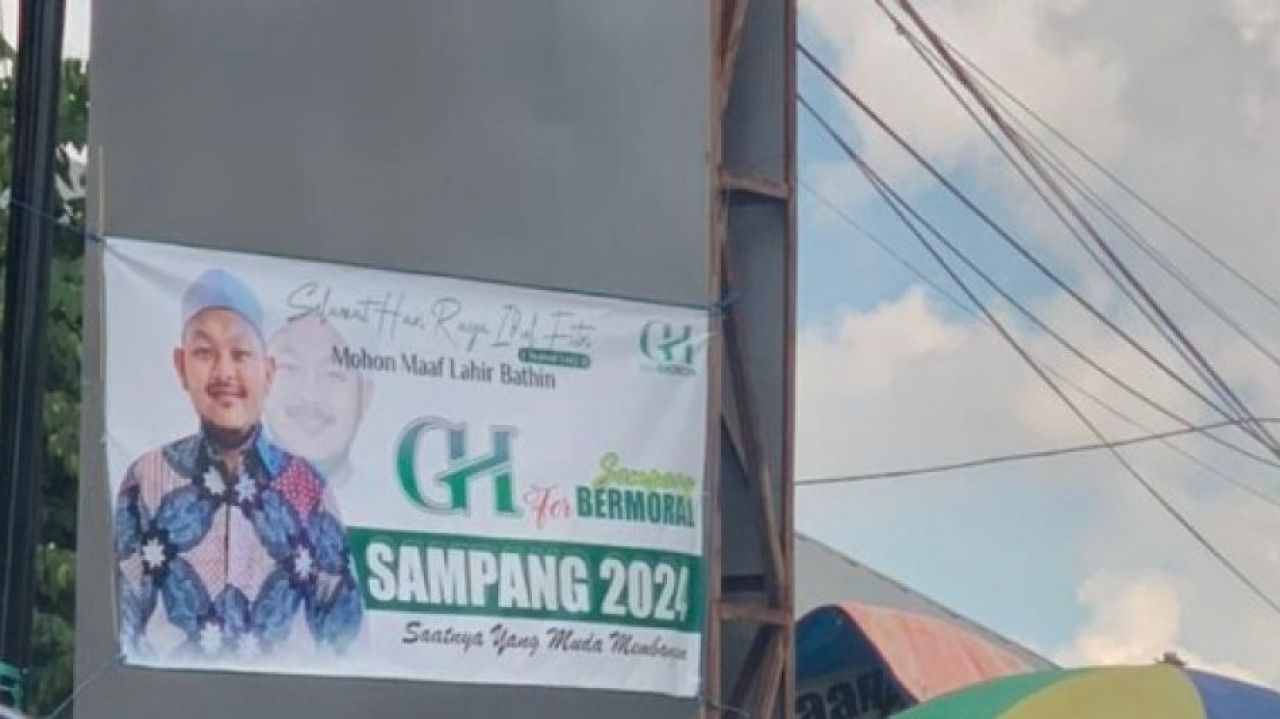 Selamat Hari Raya Idul Fitri
Mohon Maaf Lahir Bathin
GH
GH
For
Sampang
BERMORAL
SAMPANG 2024
Saatnya Yang Muda Membangun